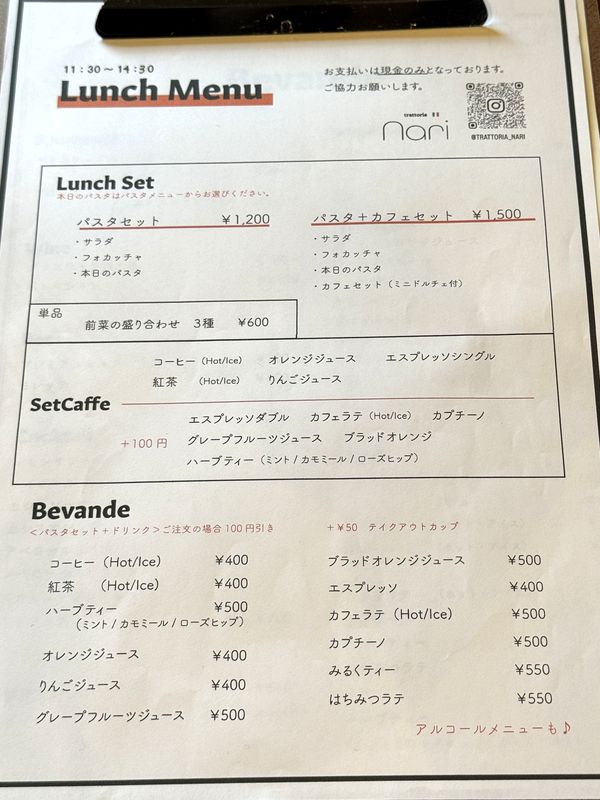 11:30～14:30
Lunch Menu
お支払いは現金のみとなっております。
ご協力お願いします。
trattoria
nari
@TRATTORIA_NARI
Lunch Set
本日のパスタはパスタメニューからお選びください。
パスタセット ¥1,200
・サラダ
・フォカッチャ
・本日のパスタ
パスタ＋カフェセット ¥1,500
・サラダ
・フォカッチャ
・本日のパスタ
・カフェセット（ミニドルチェ付）
単品
前菜の盛り合わせ 3種 ¥600
SetCaffe
コーヒー（Hot/Ice） オレンジジュース エスプレッソシングル
紅茶 （Hot/Ice） りんごジュース
+100円
エスプレッソダブル カフェラテ（Hot/Ice） カプチーノ
グレープフルーツジュース ブラッドオレンジ
ハーブティー（ミント / カモミール / ローズヒップ）
Bevande
＜パスタセット＋ドリンク＞ご注文の場合100円引き
+¥50 テイクアウトカップ
コーヒー（Hot/Ice） ¥400
紅茶 （Hot/Ice） ¥400
ハーブティー ¥500
（ミント / カモミール / ローズヒップ）
オレンジジュース ¥400
りんごジュース ¥400
グレープフルーツジュース ¥500
ブラッドオレンジジュース ¥500
エスプレッソ ¥400
カフェラテ（Hot/Ice） ¥500
カプチーノ ¥500
みるくティー ¥550
はちみつラテ ¥550
アルコールメニューも♪